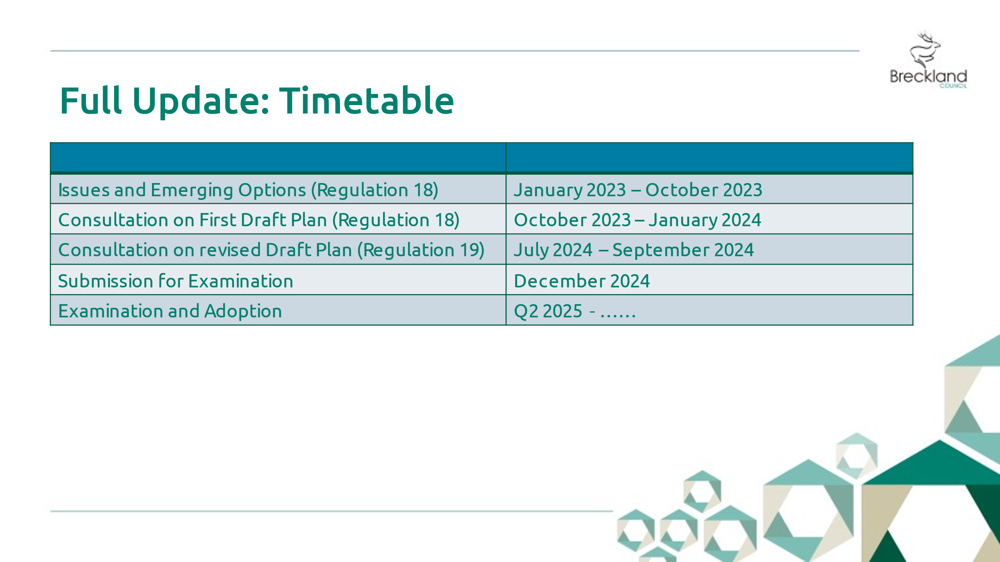 Breckland
COUNCIL
Full Update: Timetable
Issues and Emerging Options (Regulation 18) January 2023 – October 2023
Consultation on First Draft Plan (Regulation 18) October 2023 – January 2024
Consultation on revised Draft Plan (Regulation 19) July 2024 – September 2024
Submission for Examination December 2024
Examination and Adoption Q2 2025 - ......